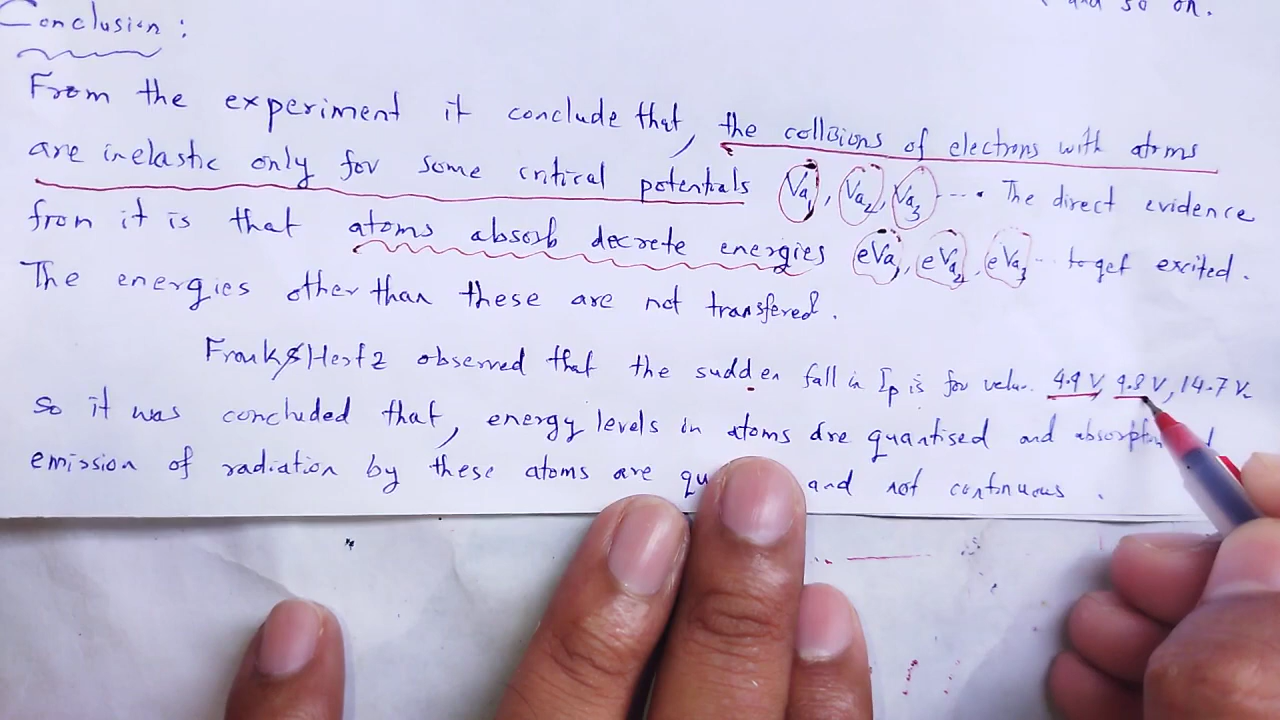 and so on.
Conclusion :
From the experiment it conclude that, the collisions of electrons with atoms
are inelastic only for some critical potentials Va1, Va2, Va3 .... The direct evidence
from it is that atoms absorb decrete energies eVa1, eVa2, eVa3 ... to get excited.
The energies other than these are not transfered.
Frank & Hertz observed that the sudden fall in Ip is for 4.9 V, 9.8 V, 14.7 V.
so it was concluded that, energy levels in atoms are quantised and
emission of radiation by these atoms are and not continuous.